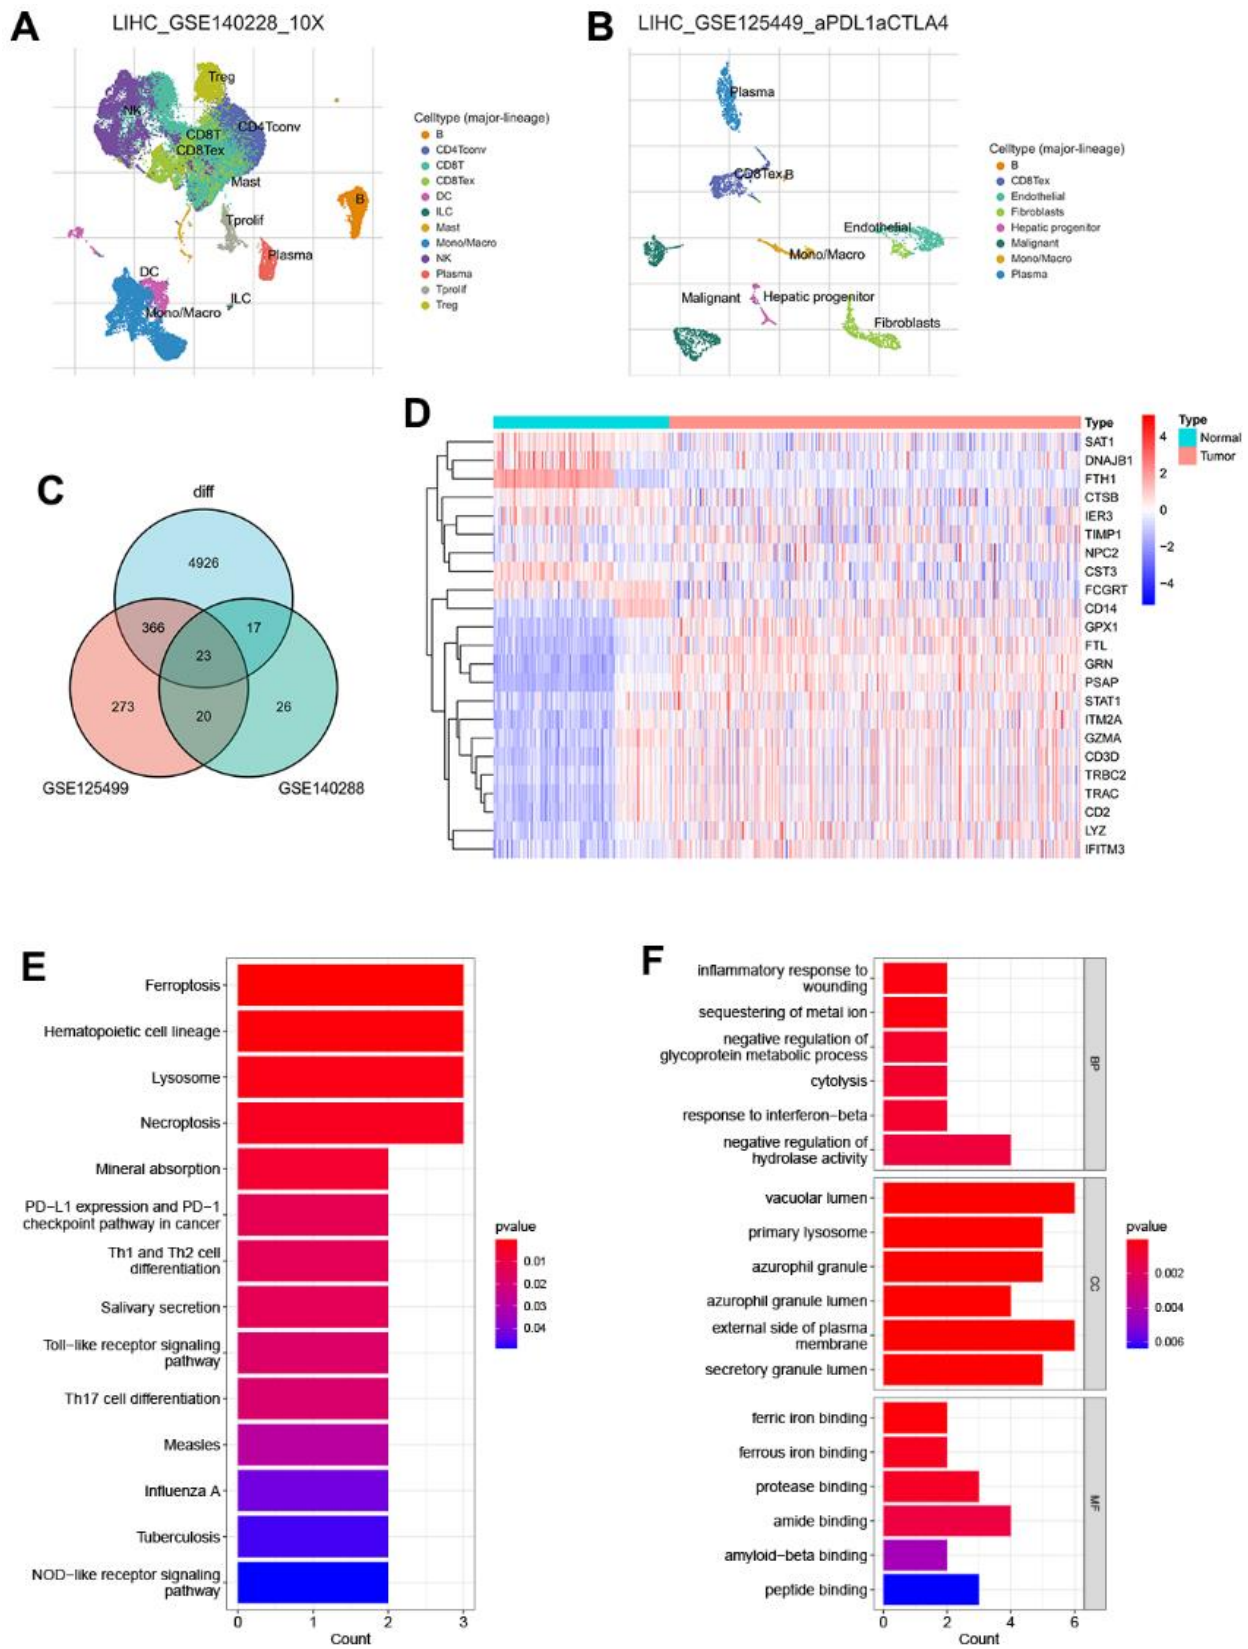 A
LIHC_GSE140228_10X
Treg
NK
CD4Tconv
CD8T
CD8Tex
Mast
B
Tprolif
Plasma
DC
ILC
Mono/Macro
Celltype (major-lineage)
B
CD4Tconv
CD8T
CD8Tex
DC
ILC
Mast
Mono/Macro
NK
Plasma
Tprolif
Treg
B
LIHC_GSE125449_aPDL1aCTLA4
Plasma
CD8Tex
B
Endothelial
Mono/Macro
Malignant
Hepatic progenitor
Fibroblasts
Celltype (major-lineage)
B
CD8Tex
Endothelial
Fibroblasts
Hepatic progenitor
Malignant
Mono/Macro
Plasma
C
diff
4926
366
17
23
273
20
26
GSE125499
GSE140288
D
Type
SAT1
DNAJB1
FTH1
CTSB
IER3
TIMP1
NPC2
CST3
FCGRT
CD14
GPX1
FTL
GRN
PSAP
STAT1
ITM2A
GZMA
CD3D
TRBC2
TRAC
CD2
LYZ
IFITM3
4
2
0
−2
−4
Type
Normal
Tumor
E
Ferroptosis
Hematopoietic cell lineage
Lysosome
Necroptosis
Mineral absorption
PD−L1 expression and PD−1
checkpoint pathway in cancer
Th1 and Th2 cell
differentiation
Salivary secretion
Toll−like receptor signaling
pathway
Th17 cell differentiation
Measles
Influenza A
Tuberculosis
NOD−like receptor signaling
pathway
0 1 2 3
Count
pvalue
0.01
0.02
0.03
0.04
F
inflammatory response to
wounding
sequestering of metal ion
negative regulation of
glycoprotein metabolic process
cytolysis
response to interferon−beta
negative regulation of
hydrolase activity
BP
vacuolar lumen
primary lysosome
azurophil granule
azurophil granule lumen
external side of plasma
membrane
secretory granule lumen
CC
ferric iron binding
ferrous iron binding
protease binding
amide binding
amyloid−beta binding
peptide binding
MF
0 2 4 6
Count
pvalue
0.002
0.004
0.006